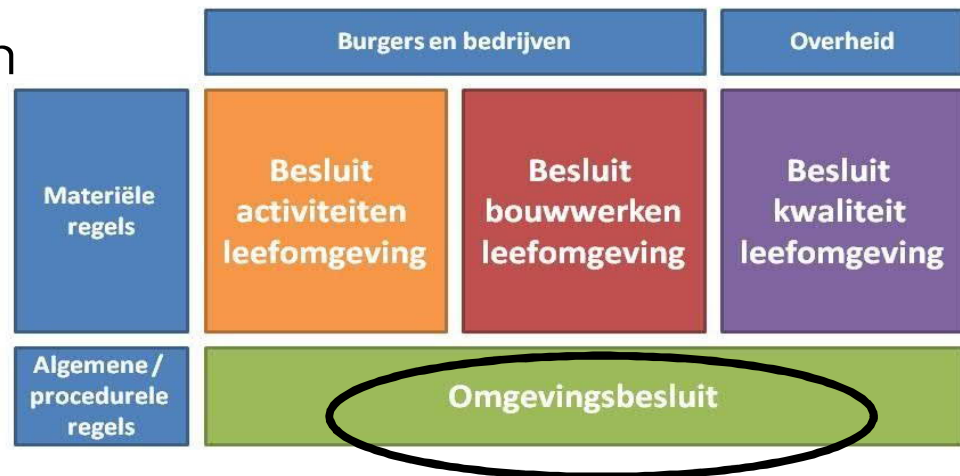 n
Burgers en bedrijven
Overheid
Materiële
regels
Besluit
activiteiten
leefomgeving
Besluit
bouwwerken
leefomgeving
Besluit
kwaliteit
leefomgeving
Algemene /
procedurele
regels
Omgevingsbesluit